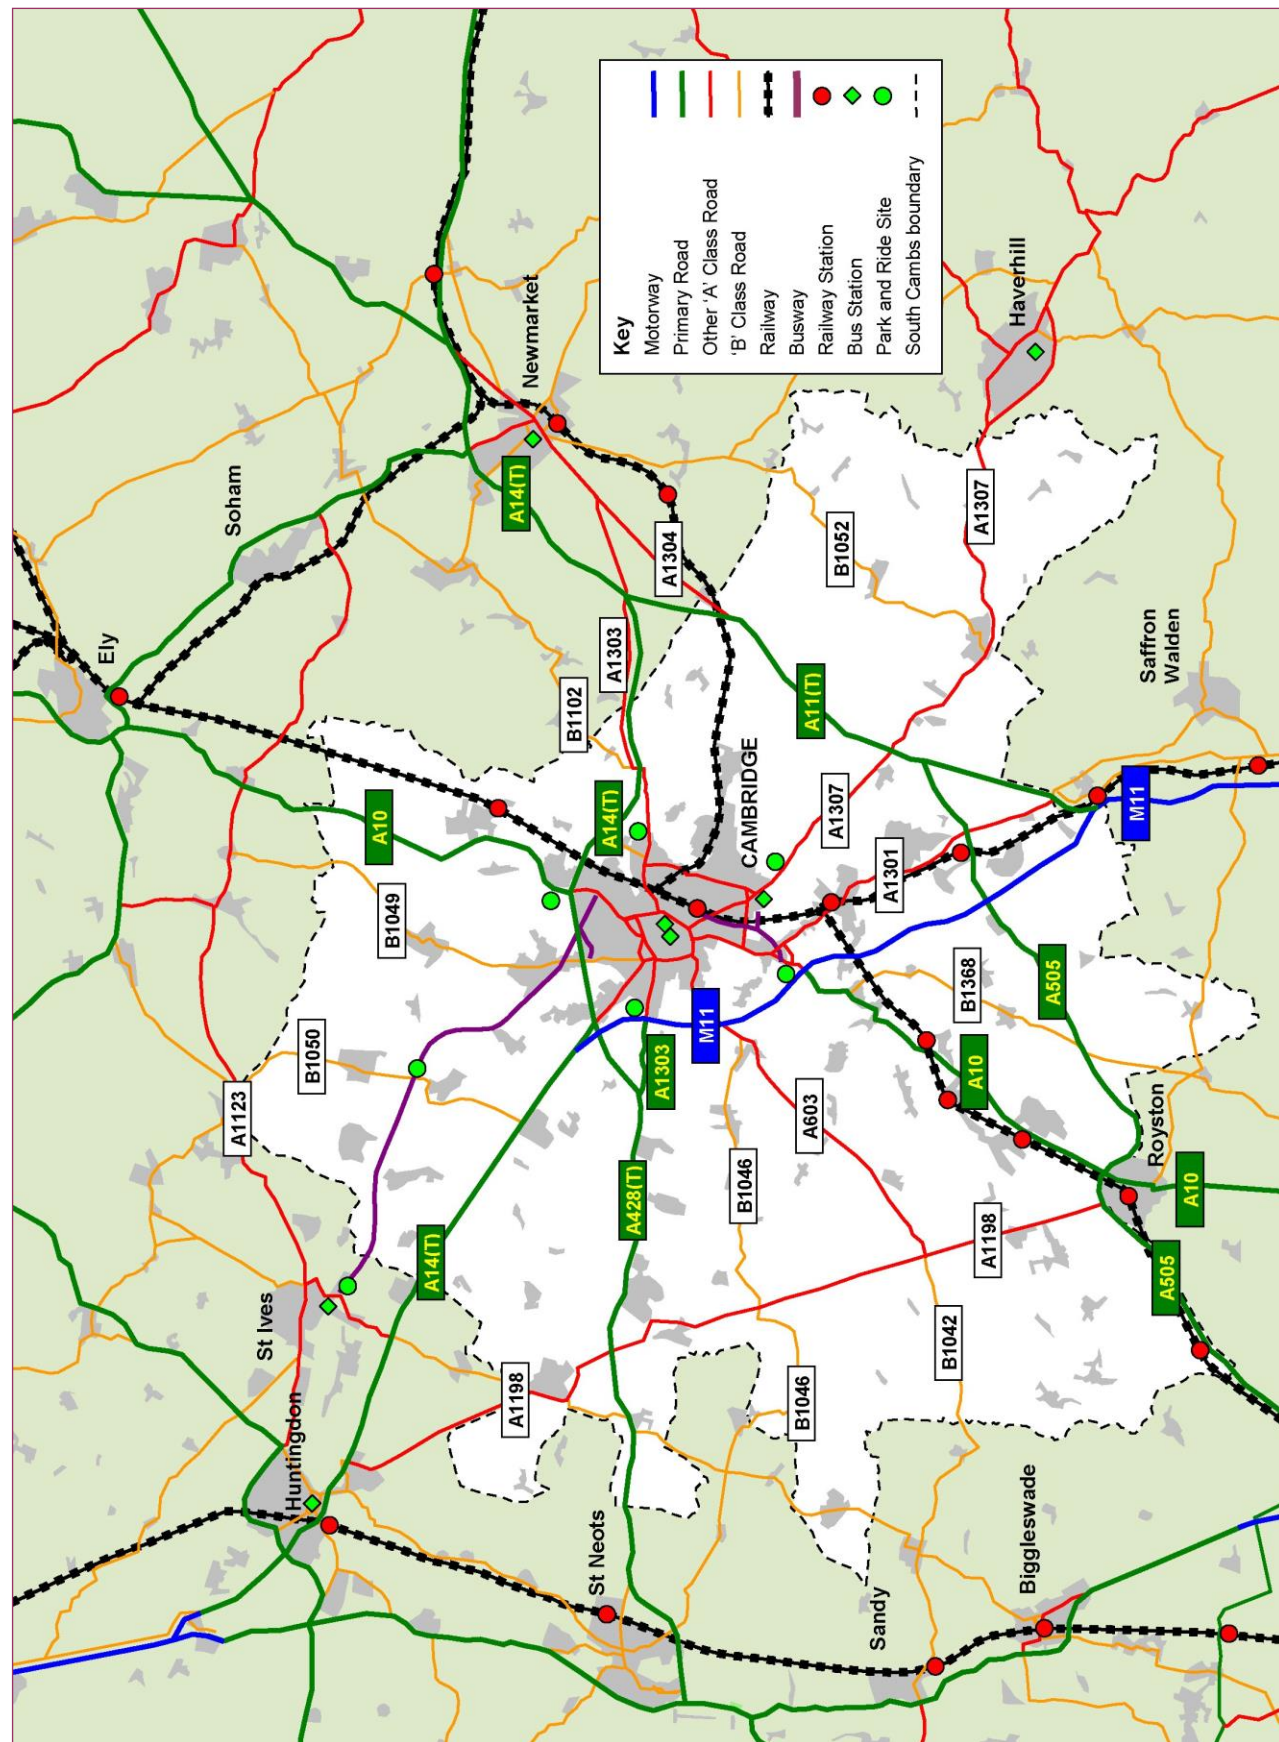 Ely
Soham
Newmarket
A14(T)
A1304
A1303
B1102
A14(T)
A10
B1049
B1050
A1123
St Ives
Huntingdon
A14(T)
A1198
St Neots
A428(T)
A1303
M11
CAMBRIDGE
A1307
A11(T)
B1052
A1307
Haverhill
Saffron
Walden
M11
A1301
B1368
A505
A10
A603
B1046
B1046
B1042
A1198
Royston
A10
A505
Sandy
Biggleswade
Key
Motorway
Primary Road
Other 'A' Class Road
'B' Class Road
Railway
Busway
Railway Station
Bus Station
Park and Ride Site
South Cambs boundary